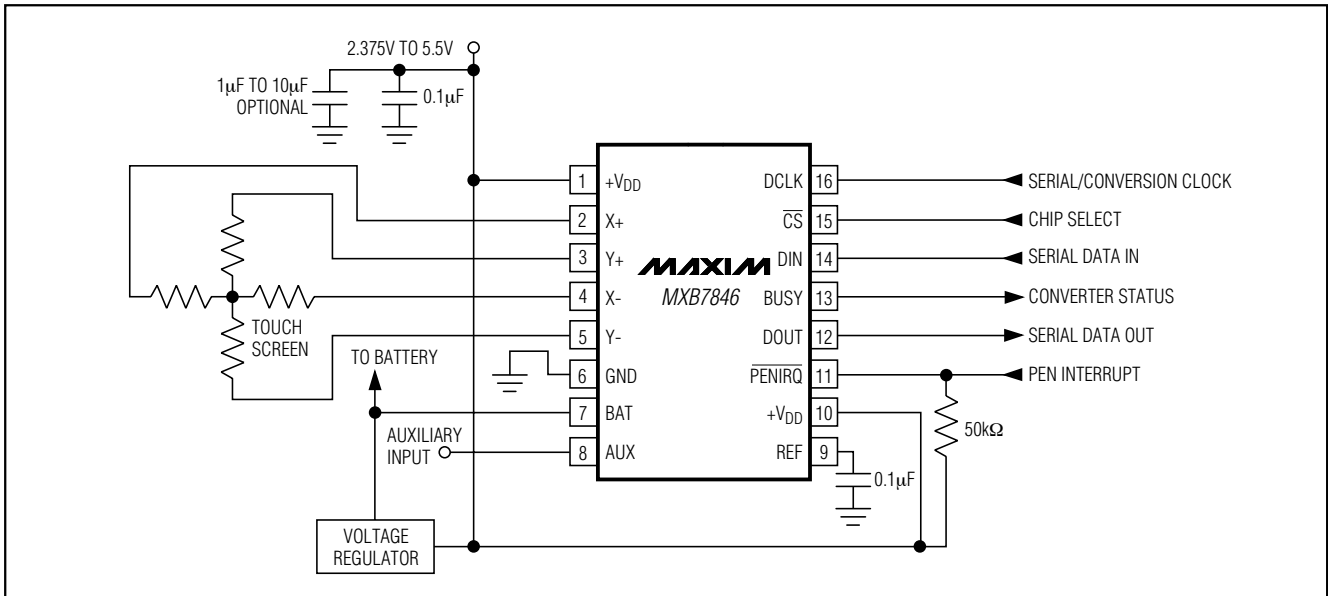 2.375V TO 5.5V
1μF TO 10μF
OPTIONAL
0.1μF
1
+VDD
DCLK
16
SERIAL/CONVERSION CLOCK
2
X+
CS
15
CHIP SELECT
3
Y+
MAXIM
DIN
14
SERIAL DATA IN
4
X-
MXB7846
BUSY
13
CONVERTER STATUS
TOUCH
SCREEN
5
Y-
DOUT
12
SERIAL DATA OUT
TO BATTERY
6
GND
PENIRQ
11
PEN INTERRUPT
7
BAT
+VDD
10
50kΩ
AUXILIARY
INPUT
8
AUX
REF
9
0.1μF
VOLTAGE
REGULATOR